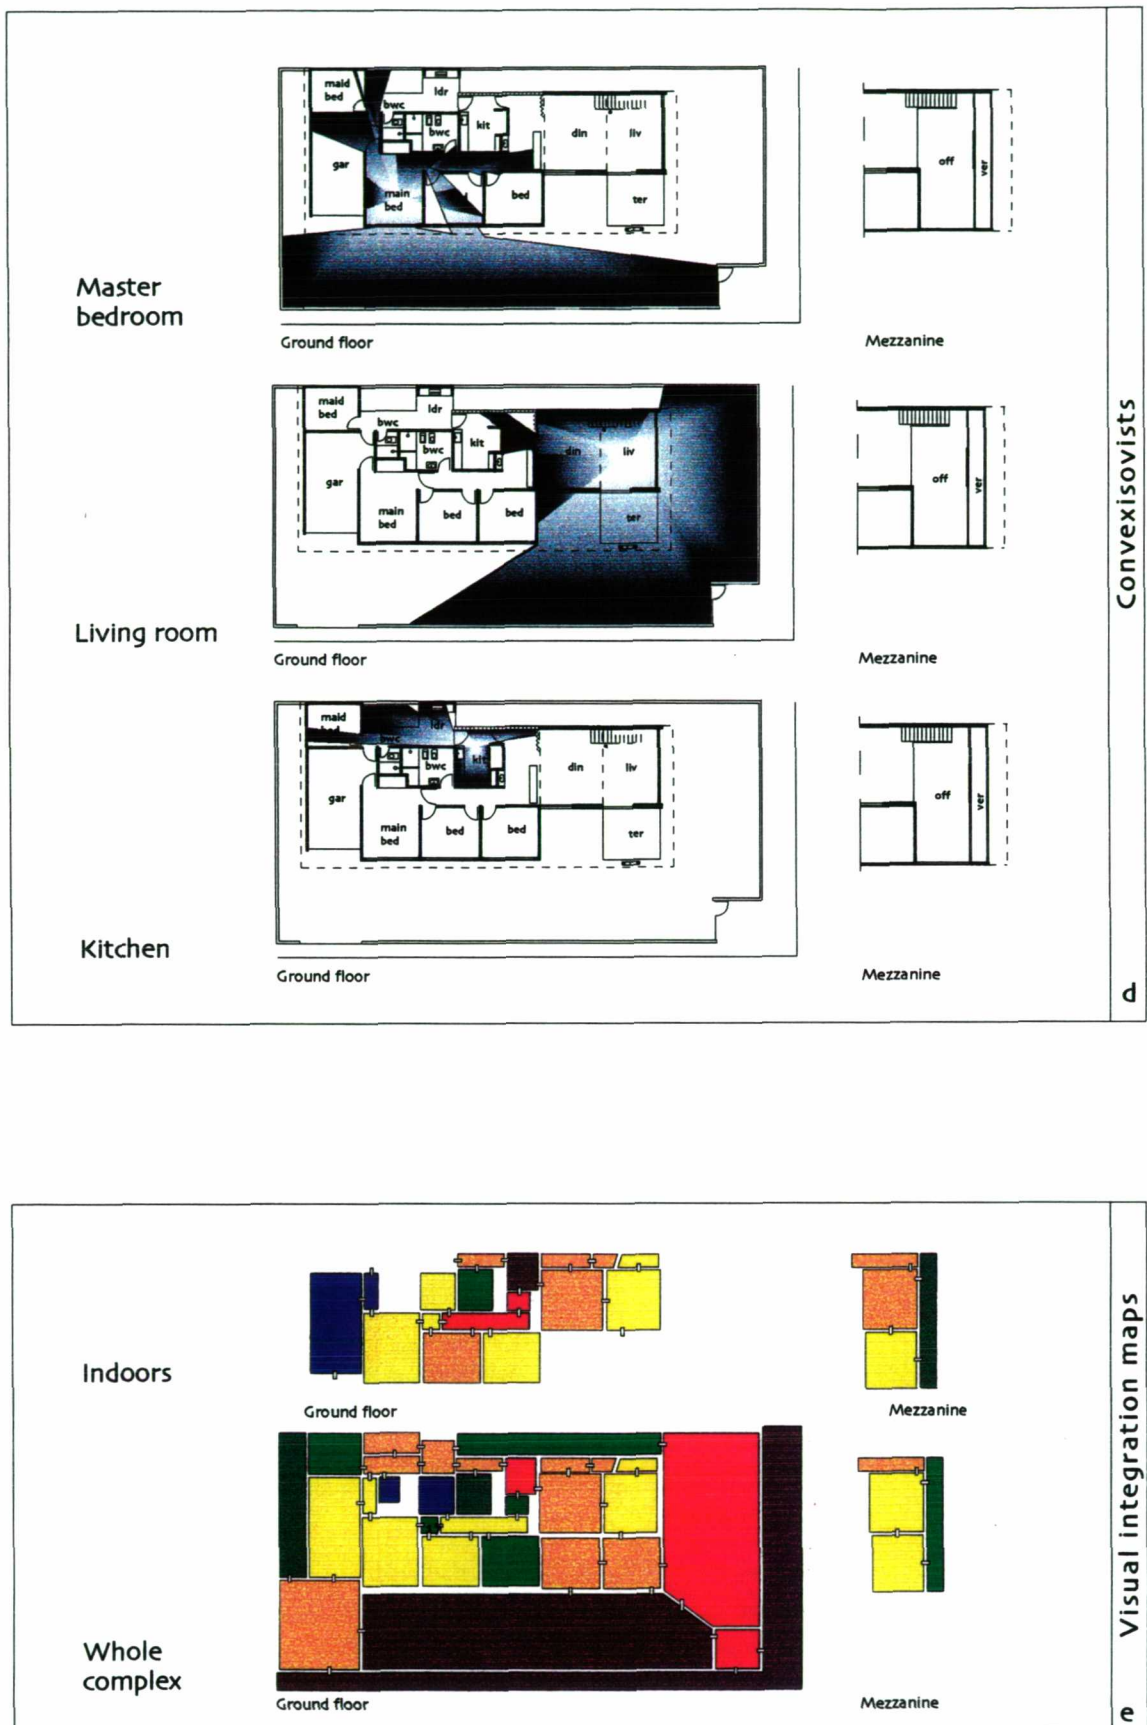 maid
bed
bwc
ldr
bwc
kit
din
liv
gar
main
bed
bed
ter
off
ver
Master
bedroom
Ground floor
Mezzanine
maid
bed
ldr
bwc
bwc
kit
din
liv
gar
main
bed
bed
bed
ter
off
ver
Living room
Ground floor
Mezzanine
maid
bed
ldr
bwc
bwc
kit
din
liv
gar
main
bed
bed
bed
ter
off
ver
Kitchen
Ground floor
Mezzanine
Convexisovists
d
Indoors
Ground floor
Mezzanine
Whole
complex
Ground floor
Mezzanine
Visual integration maps
e